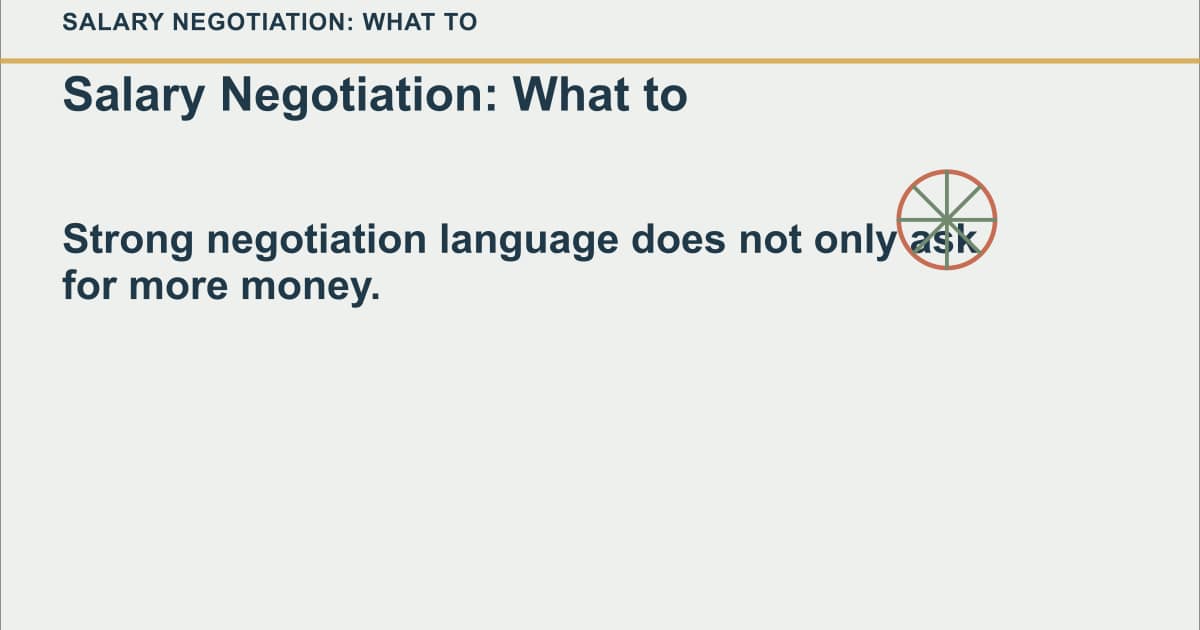 SALARY NEGOTIATION: WHAT TO
Salary Negotiation: What to
Strong negotiation language does not only ask
for more money.